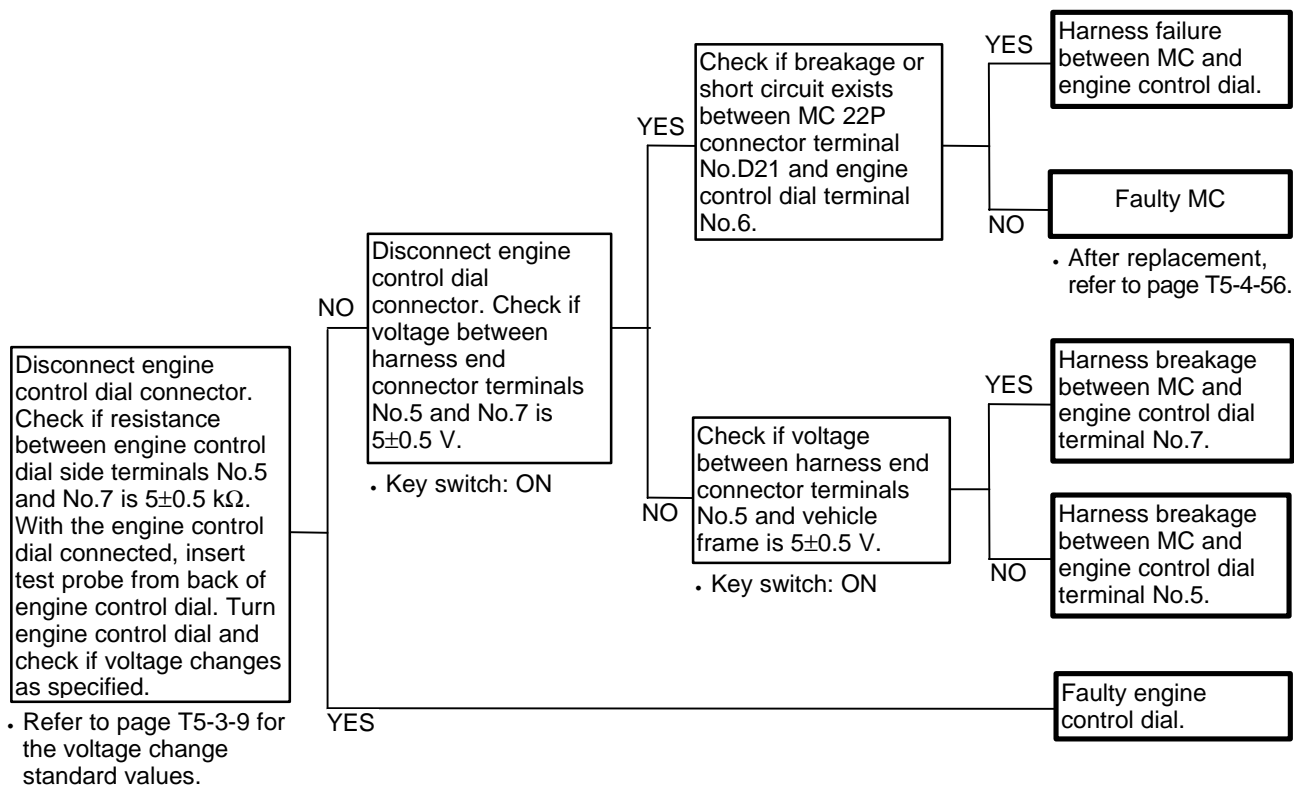 Disconnect engine
control dial connector.
Check if resistance
between engine control
dial side terminals No.5
and No.7 is 5±0.5 kΩ.
With the engine control
dial connected, insert
test probe from back of
engine control dial. Turn
engine control dial and
check if voltage changes
as specified.
• Refer to page T5-3-9 for
the voltage change
standard values.
NO
Disconnect engine
control dial
connector. Check if
voltage between
harness end
connector terminals
No.5 and No.7 is
5±0.5 V.
• Key switch: ON
YES
Check if breakage or
short circuit exists
between MC 22P
connector terminal
No.D21 and engine
control dial terminal
No.6.
YES
Harness failure
between MC and
engine control dial.
NO
Faulty MC
• After replacement,
refer to page T5-4-56.
NO
Check if voltage
between harness end
connector terminals
No.5 and vehicle
frame is 5±0.5 V.
• Key switch: ON
YES
Harness breakage
between MC and
engine control dial
terminal No.7.
NO
Harness breakage
between MC and
engine control dial
terminal No.5.
YES
Faulty engine
control dial.